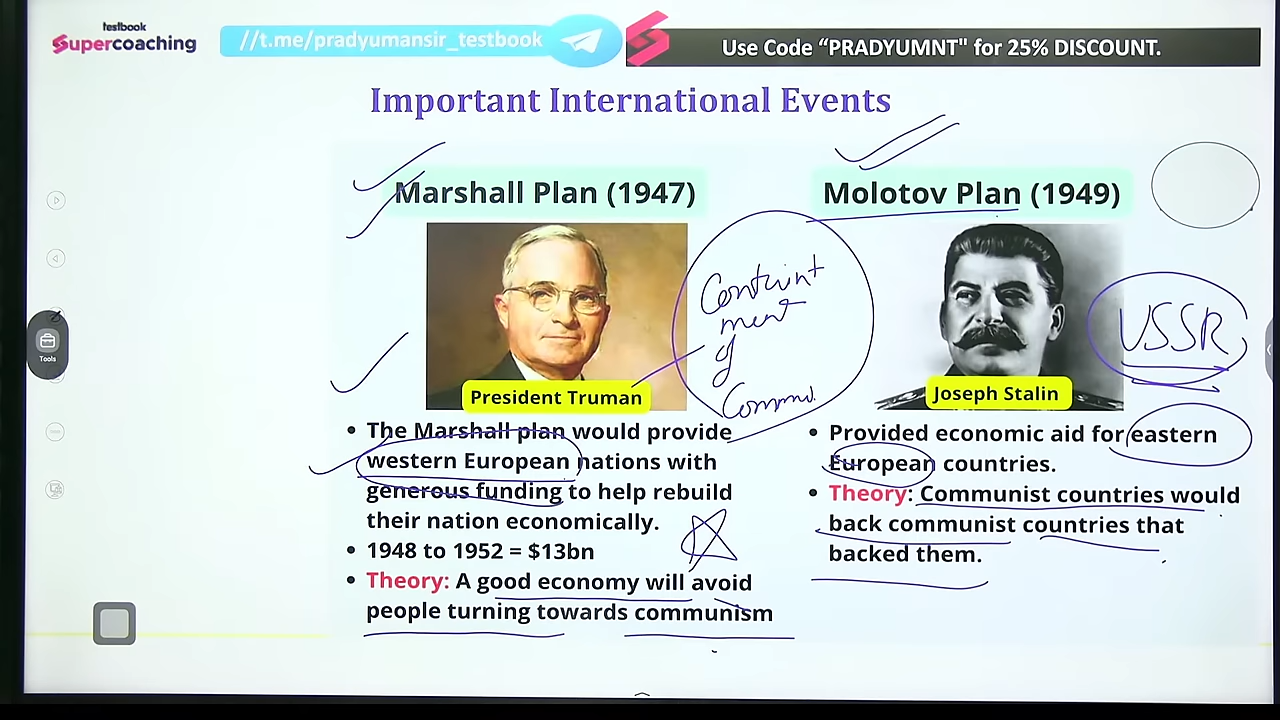 testbook
Supercoaching
//t.me/pradyumansir_testbook
Use Code “PRADYUMNT" for 25% DISCOUNT.
Important International Events
Marshall Plan (1947)
President Truman
• The Marshall plan would provide
western European nations with
generous funding to help rebuild
their nation economically.
• 1948 to 1952 = $13bn
• Theory: A good economy will avoid
people turning towards communism
Containt
ment
of
Commu.
Molotov Plan (1949)
Joseph Stalin
USSR
• Provided economic aid for eastern
European countries.
• Theory: Communist countries would
back communist countries that
backed them.
Tools